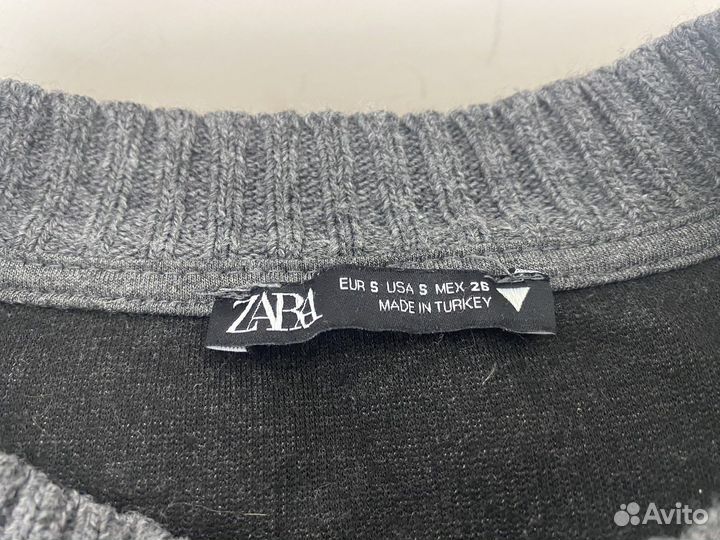 ZARA
EUR S USA S MEX 26
MADE IN TURKEY
Avito